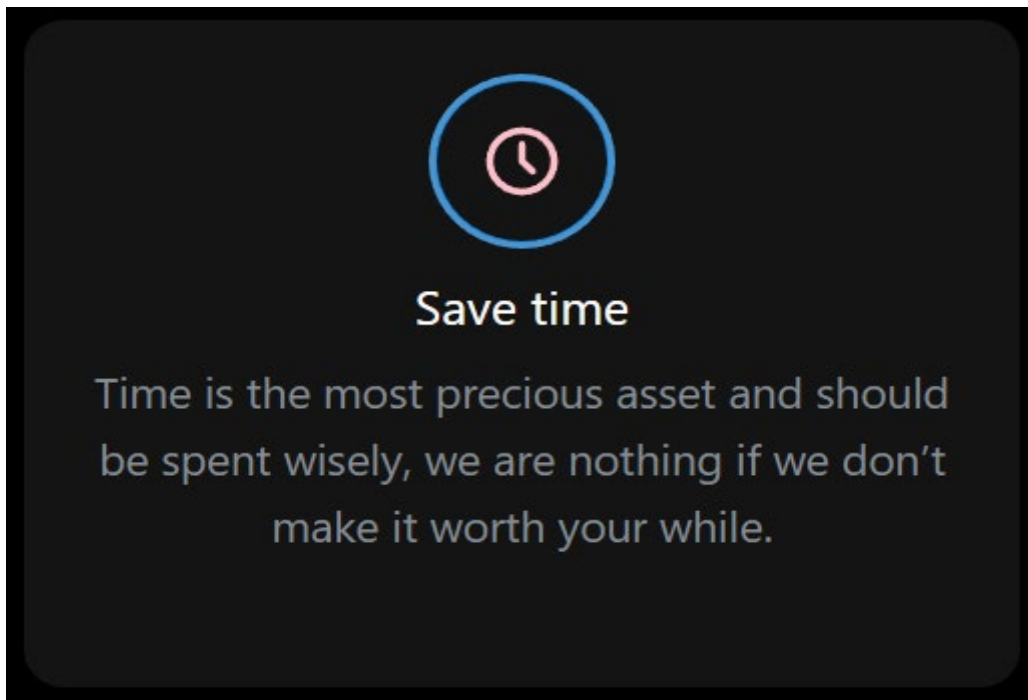 Save time
Time is the most precious asset and should
be spent wisely, we are nothing if we don’t
make it worth your while.